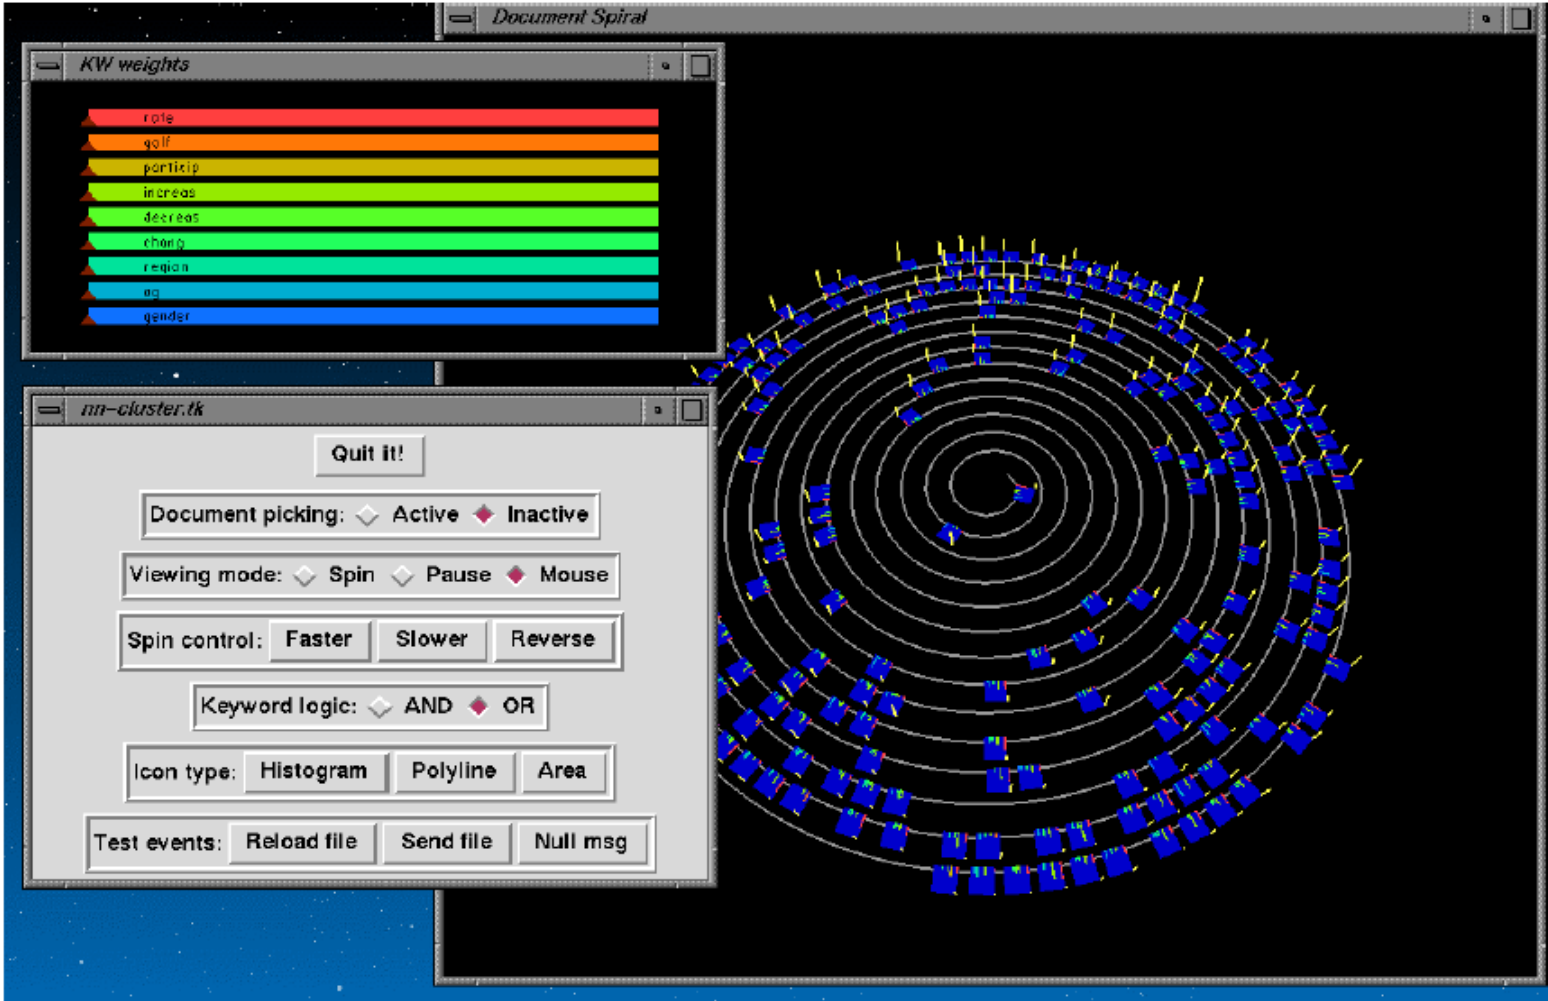 Document Spiral
KW weights
rate
golf
particip
increas
decreas
chang
region
ag
gender
nn-cluster.tk
Quit it!
Document picking: Active Inactive
Viewing mode: Spin Pause Mouse
Spin control: Faster Slower Reverse
Keyword logic: AND OR
Icon type: Histogram Polyline Area
Test events: Reload file Send file Null msg